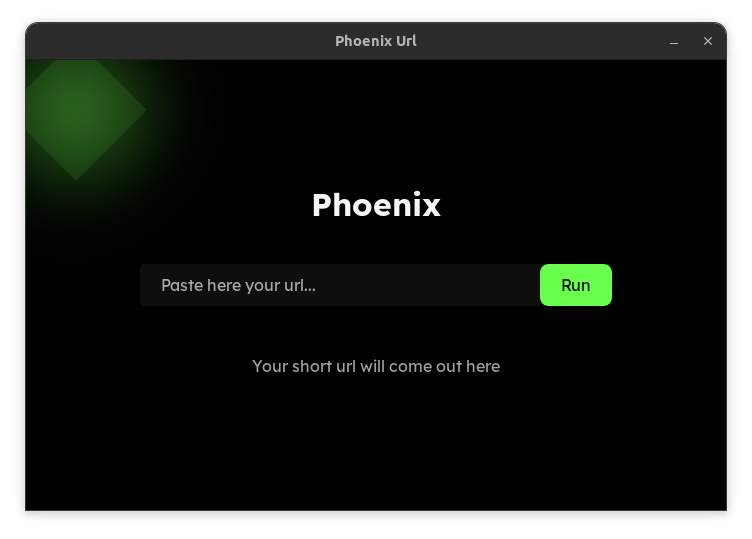 Phoenix Url
Phoenix
Paste here your url...
Run
Your short url will come out here